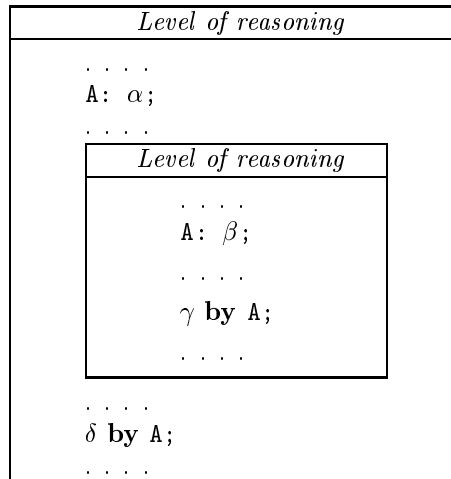 Level of reasoning
. . . .
A: α;
. . . .
Level of reasoning
. . . .
A: β;
. . . .
γ by A;
. . . .
. . . .
δ by A;
. . . .